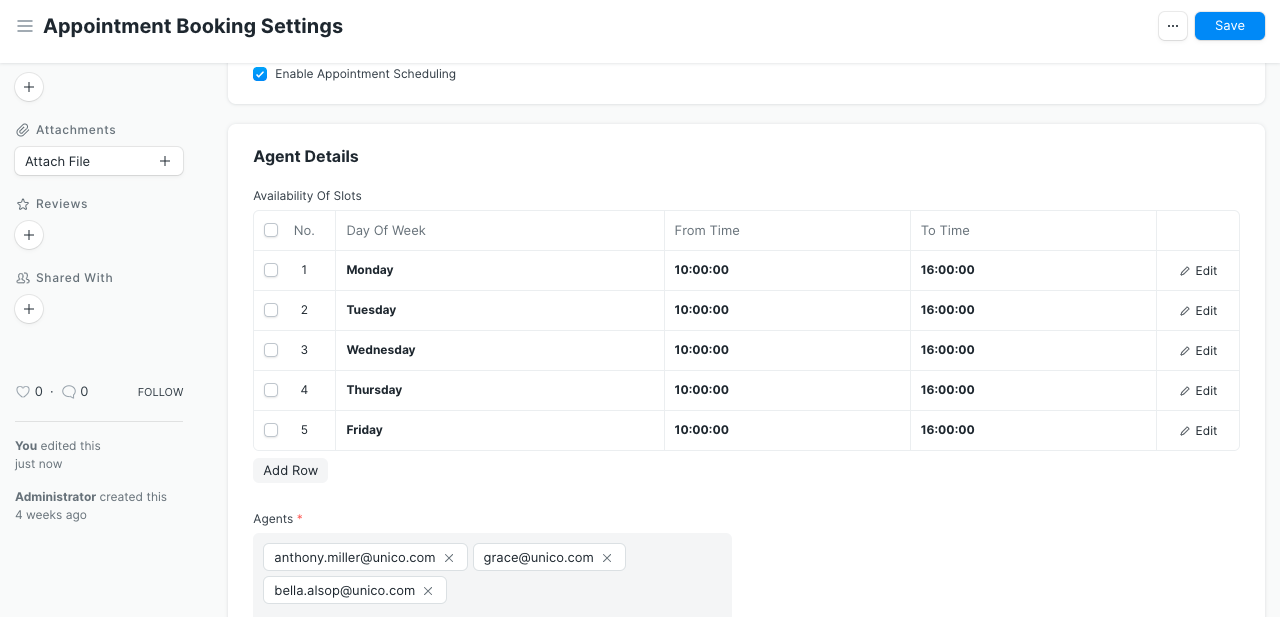 Appointment Booking Settings
...
Save
Enable Appointment Scheduling
Attachments
Attach File
Reviews
Shared With
0 · 0 FOLLOW
You edited this
just now
Administrator created this
4 weeks ago
Agent Details
Availability Of Slots
No. Day Of Week From Time To Time
1 Monday 10:00:00 16:00:00 Edit
2 Tuesday 10:00:00 16:00:00 Edit
3 Wednesday 10:00:00 16:00:00 Edit
4 Thursday 10:00:00 16:00:00 Edit
5 Friday 10:00:00 16:00:00 Edit
Add Row
Agents *
anthony.miller@unico.com grace@unico.com
bella.alsop@unico.com